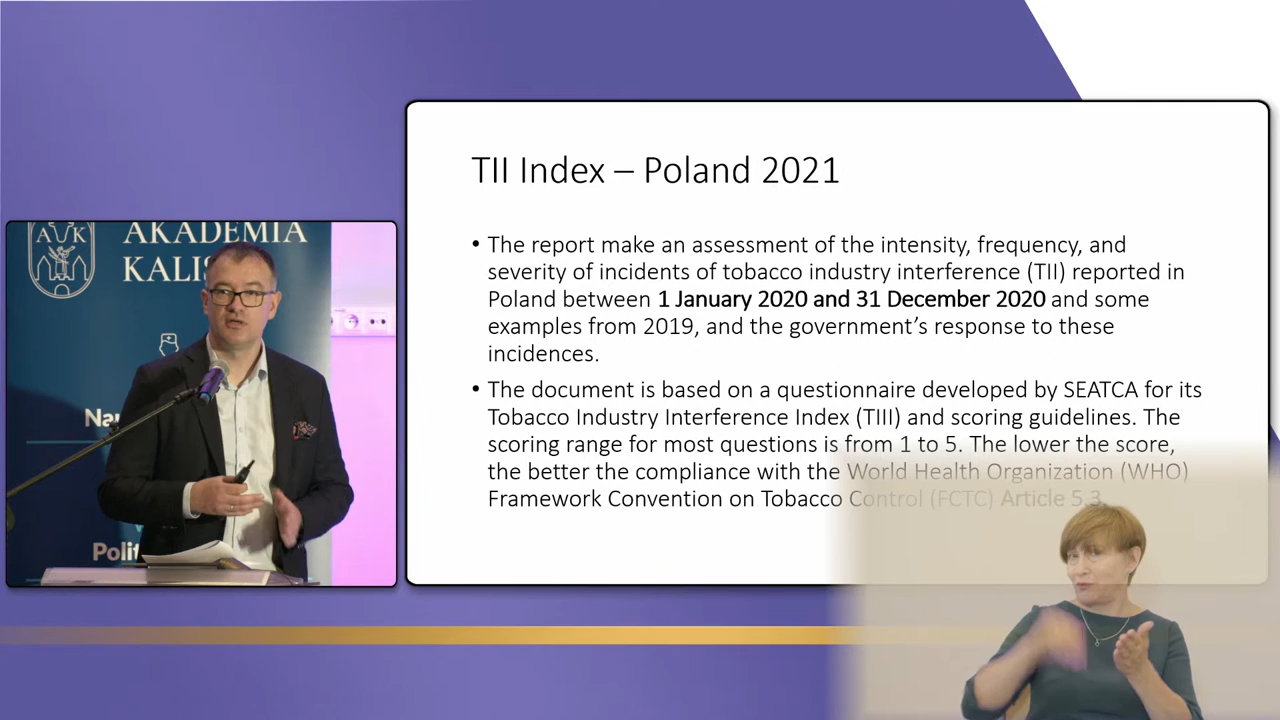 TII Index – Poland 2021
• The report make an assessment of the intensity, frequency, and
severity of incidents of tobacco industry interference (TII) reported in
Poland between 1 January 2020 and 31 December 2020 and some
examples from 2019, and the government’s response to these
incidences.
• The document is based on a questionnaire developed by SEATCA for its
Tobacco Industry Interference Index (TIII) and scoring guidelines. The
scoring range for most questions is from 1 to 5. The lower the score,
the better the compliance with the World Health Organization (WHO)
Framework Convention on Tobacco Control (FCTC) Article 5.3.
AK
AKADEMIA